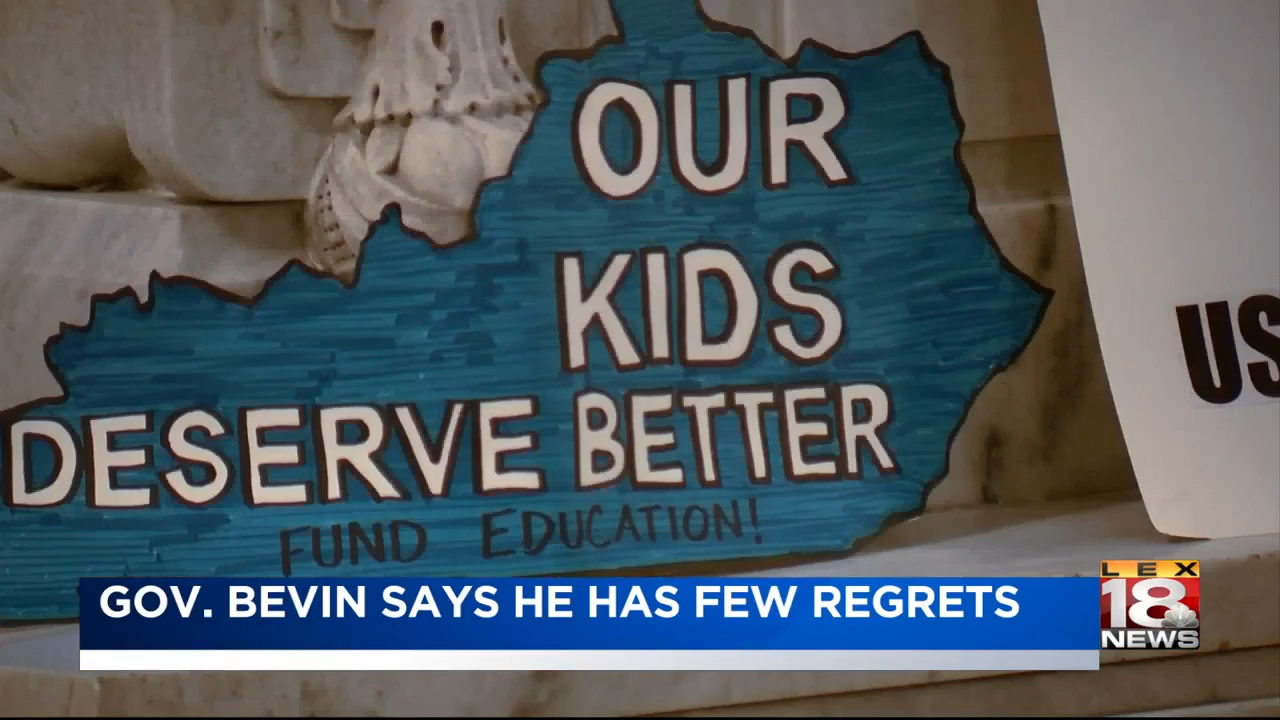 OUR
KIDS
DESERVE BETTER
FUND EDUCATION!
US
GOV. BEVIN SAYS HE HAS FEW REGRETS
LEX
18
NEWS